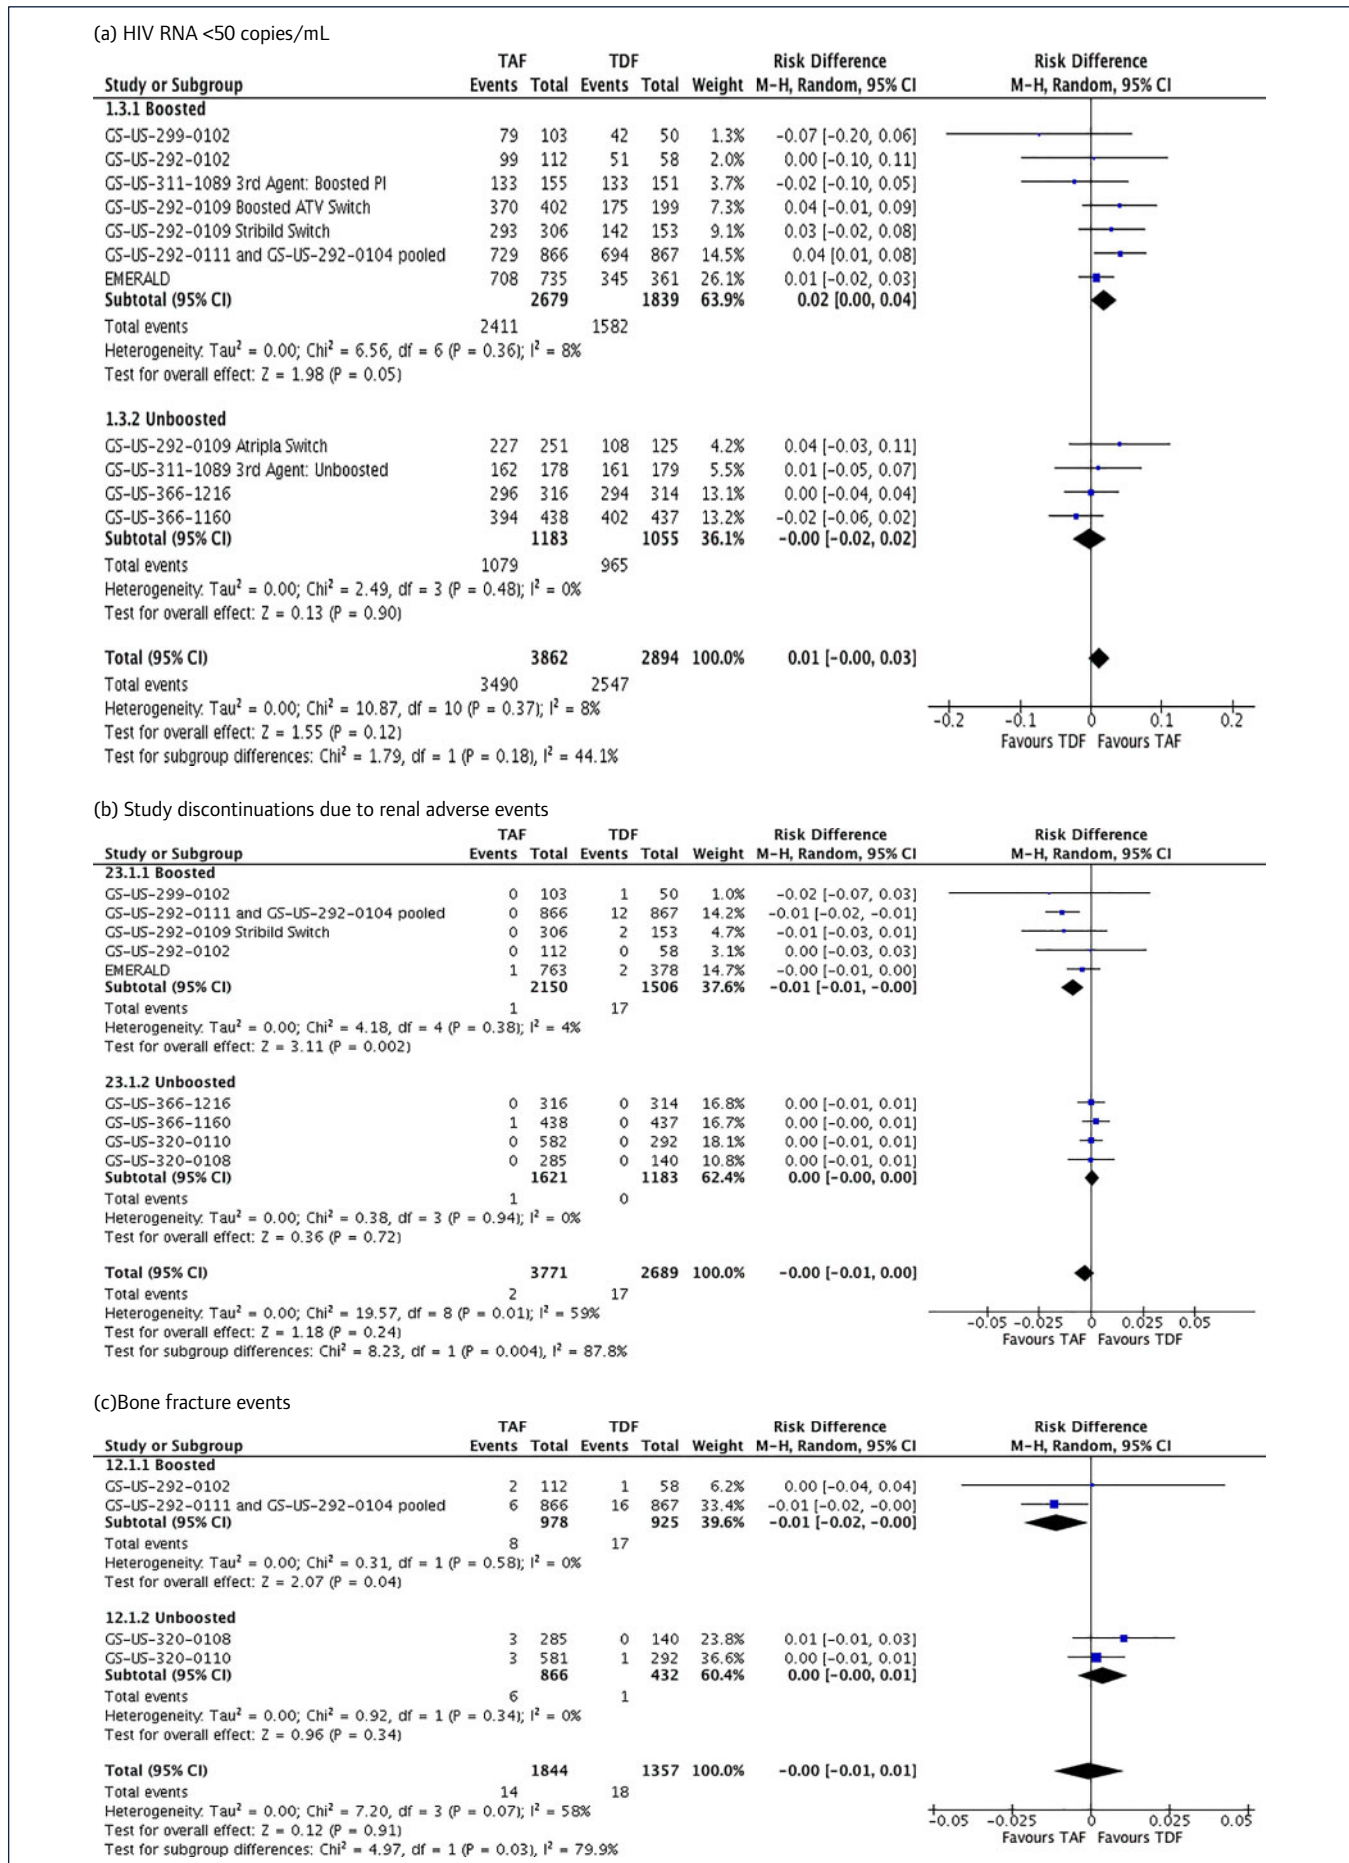 (a) HIV RNA <50 copies/mL
TAF TDF Risk Difference Risk Difference
Study or Subgroup Events Total Events Total Weight M-H, Random, 95% CI M-H, Random, 95% CI
1.3.1 Boosted
GS-US-299-0102 79 103 42 50 1.3% -0.07 [-0.20, 0.06]
GS-US-292-0102 99 112 51 58 2.0% 0.00 [-0.10, 0.11]
GS-US-311-1089 3rd Agent: Boosted PI 133 155 133 151 3.7% -0.02 [-0.10, 0.05]
GS-US-292-0109 Boosted ATV Switch 370 402 175 199 7.3% 0.04 [-0.01, 0.09]
GS-US-292-0109 Stribild Switch 293 306 142 153 9.1% 0.03 [-0.02, 0.08]
GS-US-292-0111 and GS-US-292-0104 pooled 729 866 694 867 14.5% 0.04 [0.01, 0.08]
EMERALD 708 735 345 361 26.1% 0.01 [-0.02, 0.03]
Subtotal (95% CI) 2679 1839 63.9% 0.02 [0.00, 0.04]
Total events 2411 1582
Heterogeneity: Tau² = 0.00; Chi² = 6.56, df = 6 (P = 0.36); I² = 8%
Test for overall effect: Z = 1.98 (P = 0.05)
1.3.2 Unboosted
GS-US-292-0109 Atripla Switch 227 251 108 125 4.2% 0.04 [-0.03, 0.11]
GS-US-311-1089 3rd Agent: Unboosted 162 178 161 179 5.5% 0.01 [-0.05, 0.07]
GS-US-366-1216 296 316 294 314 13.1% 0.00 [-0.04, 0.04]
GS-US-366-1160 394 438 402 437 13.2% -0.02 [-0.06, 0.02]
Subtotal (95% CI) 1183 1055 36.1% -0.00 [-0.02, 0.02]
Total events 1079 965
Heterogeneity: Tau² = 0.00; Chi² = 2.49, df = 3 (P = 0.48); I² = 0%
Test for overall effect: Z = 0.13 (P = 0.90)
Total (95% CI) 3862 2894 100.0% 0.01 [-0.00, 0.03]
Total events 3490 2547
Heterogeneity: Tau² = 0.00; Chi² = 10.87, df = 10 (P = 0.37); I² = 8%
Test for overall effect: Z = 1.55 (P = 0.12)
Test for subgroup differences: Chi² = 1.79, df = 1 (P = 0.18), I² = 44.1%
-0.2 -0.1 0 0.1 0.2
Favours TDF Favours TAF
(b) Study discontinuations due to renal adverse events
TAF TDF Risk Difference Risk Difference
Study or Subgroup Events Total Events Total Weight M-H, Random, 95% CI M-H, Random, 95% CI
23.1.1 Boosted
GS-US-299-0102 0 103 1 50 1.0% -0.02 [-0.07, 0.03]
GS-US-292-0111 and GS-US-292-0104 pooled 0 866 12 867 14.2% -0.01 [-0.02, -0.01]
GS-US-292-0109 Stribild Switch 0 306 2 153 4.7% -0.01 [-0.03, 0.01]
GS-US-292-0102 0 112 0 58 3.1% 0.00 [-0.03, 0.03]
EMERALD 1 763 2 378 14.7% -0.00 [-0.01, 0.00]
Subtotal (95% CI) 2150 1506 37.6% -0.01 [-0.01, -0.00]
Total events 1 17
Heterogeneity: Tau² = 0.00; Chi² = 4.18, df = 4 (P = 0.38); I² = 4%
Test for overall effect: Z = 3.11 (P = 0.002)
23.1.2 Unboosted
GS-US-366-1216 0 316 0 314 16.8% 0.00 [-0.01, 0.01]
GS-US-366-1160 1 438 0 437 16.7% 0.00 [-0.00, 0.01]
GS-US-320-0110 0 582 0 292 18.1% 0.00 [-0.01, 0.01]
GS-US-320-0108 0 285 0 140 10.8% 0.00 [-0.01, 0.01]
Subtotal (95% CI) 1621 1183 62.4% 0.00 [-0.00, 0.00]
Total events 1 0
Heterogeneity: Tau² = 0.00; Chi² = 0.38, df = 3 (P = 0.94); I² = 0%
Test for overall effect: Z = 0.36 (P = 0.72)
Total (95% CI) 3771 2689 100.0% -0.00 [-0.01, 0.00]
Total events 2 17
Heterogeneity: Tau² = 0.00; Chi² = 19.57, df = 8 (P = 0.01); I² = 59%
Test for overall effect: Z = 1.18 (P = 0.24)
Test for subgroup differences: Chi² = 8.23, df = 1 (P = 0.004), I² = 87.8%
-0.05 -0.025 0 0.025 0.05
Favours TAF Favours TDF
(c)Bone fracture events
TAF TDF Risk Difference Risk Difference
Study or Subgroup Events Total Events Total Weight M-H, Random, 95% CI M-H, Random, 95% CI
12.1.1 Boosted
GS-US-292-0102 2 112 1 58 6.2% 0.00 [-0.04, 0.04]
GS-US-292-0111 and GS-US-292-0104 pooled 6 866 16 867 33.4% -0.01 [-0.02, -0.00]
Subtotal (95% CI) 978 925 39.6% -0.01 [-0.02, -0.00]
Total events 8 17
Heterogeneity: Tau² = 0.00; Chi² = 0.31, df = 1 (P = 0.58); I² = 0%
Test for overall effect: Z = 2.07 (P = 0.04)
12.1.2 Unboosted
GS-US-320-0108 3 285 0 140 23.8% 0.01 [-0.01, 0.03]
GS-US-320-0110 3 581 1 292 36.6% 0.00 [-0.01, 0.01]
Subtotal (95% CI) 866 432 60.4% 0.00 [-0.00, 0.01]
Total events 6 1
Heterogeneity: Tau² = 0.00; Chi² = 0.92, df = 1 (P = 0.34); I² = 0%
Test for overall effect: Z = 0.96 (P = 0.34)
Total (95% CI) 1844 1357 100.0% -0.00 [-0.01, 0.01]
Total events 14 18
Heterogeneity: Tau² = 0.00; Chi² = 7.20, df = 3 (P = 0.07); I² = 58%
Test for overall effect: Z = 0.12 (P = 0.91)
Test for subgroup differences: Chi² = 4.97, df = 1 (P = 0.03), I² = 79.9%
-0.05 -0.025 0 0.025 0.05
Favours TAF Favours TDF